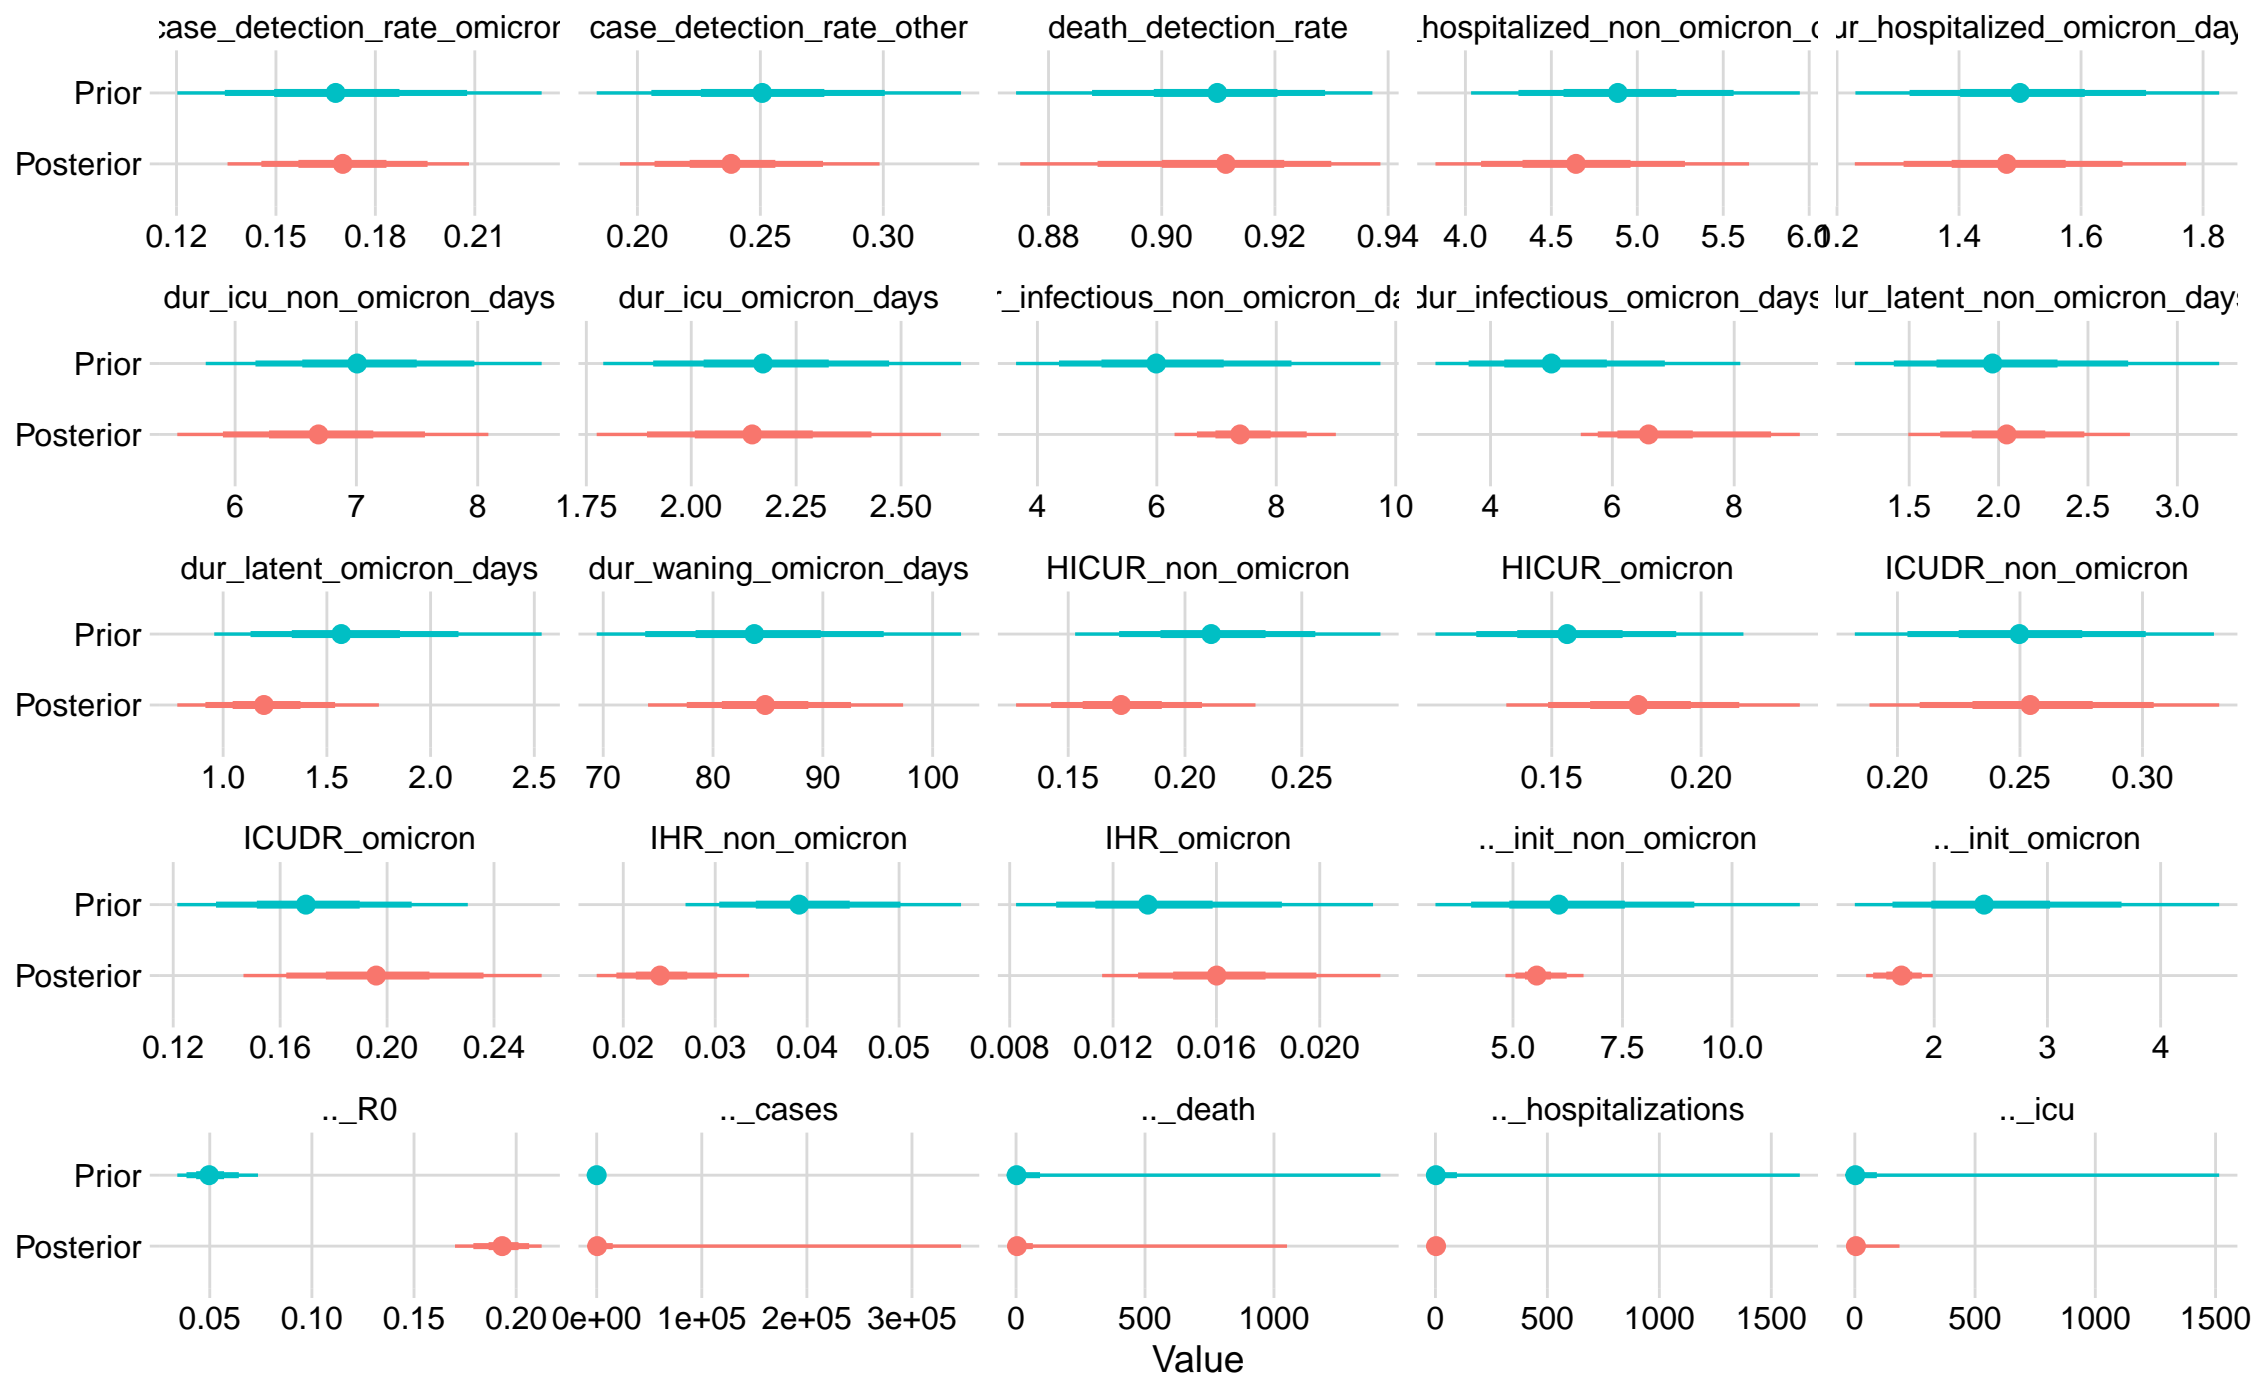 case_detection_rate_omicron case_detection_rate_other death_detection_rate _hospitalized_non_omicron_ ur_hospitalized_omicron_day
Prior
Posterior
0.12 0.15 0.18 0.21 0.20 0.25 0.30 0.88 0.90 0.92 0.94 4.0 4.5 5.0 5.5 6.0 1.2 1.4 1.6 1.8
dur_icu_non_omicron_days dur_icu_omicron_days r_infectious_non_omicron_da dur_infectious_omicron_days dur_latent_non_omicron_days
Prior
Posterior
6 7 8 1.75 2.00 2.25 2.50 4 6 8 10 4 6 8 1.5 2.0 2.5 3.0
dur_latent_omicron_days dur_waning_omicron_days HICUR_non_omicron HICUR_omicron ICUDR_non_omicron
Prior
Posterior
1.0 1.5 2.0 2.5 70 80 90 100 0.15 0.20 0.25 0.15 0.20 0.20 0.25 0.30
ICUDR_omicron IHR_non_omicron IHR_omicron .._init_non_omicron .._init_omicron
Prior
Posterior
0.12 0.16 0.20 0.24 0.02 0.03 0.04 0.05 0.008 0.012 0.016 0.020 5.0 7.5 10.0 2 3 4
.._R0 .._cases .._death .._hospitalizations .._icu
Prior
Posterior
0.05 0.10 0.15 0.20 0e+00 1e+05 2e+05 3e+05 0 500 1000 0 500 1000 1500 0 500 1000 1500
Value